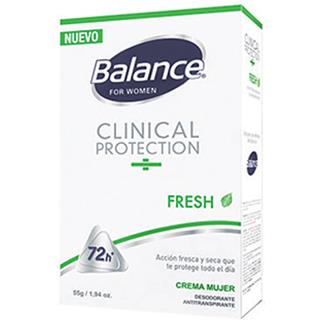 NUEVO
Balance®
FOR WOMEN
CLINICAL
PROTECTION
FRESH
72h*
Acción fresca y seca que
te protege todo el día
55g / 1,94 oz.
CREMA MUJER
DESODORANTE
ANTITRANSPIRANTE